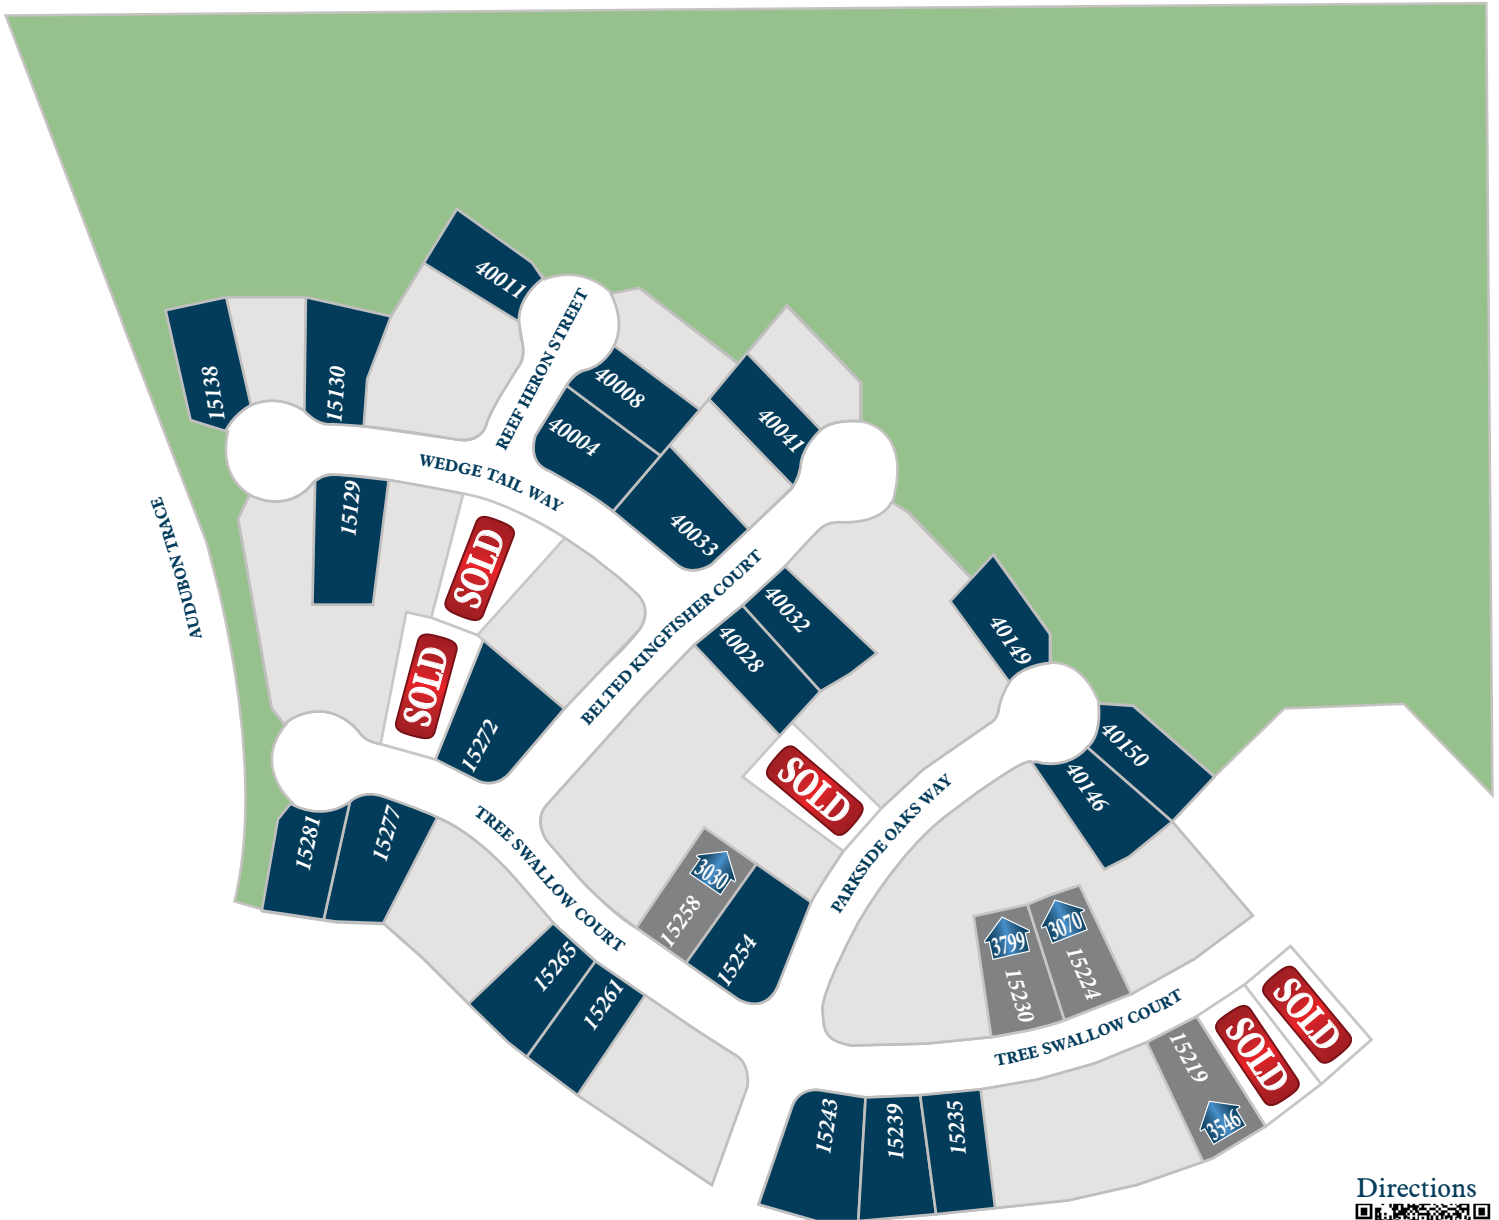 40011
REEF HERON STREET
15138
15130
40008
40004
40041
WEDGE TAIL WAY
15129
40033
AUDUBON TRACE
SOLD
BELTED KINGFISHER COURT
40032
40028
40149
SOLD
15272
40150
40146
SOLD
PARKSIDE OAKS WAY
15281
15277
TREE SWALLOW COURT
3030
15258
15254
15265
15261
3799
15230
3070
15224
TREE SWALLOW COURT
SOLD
SOLD
15219
3546
15243
15239
15235
Directions